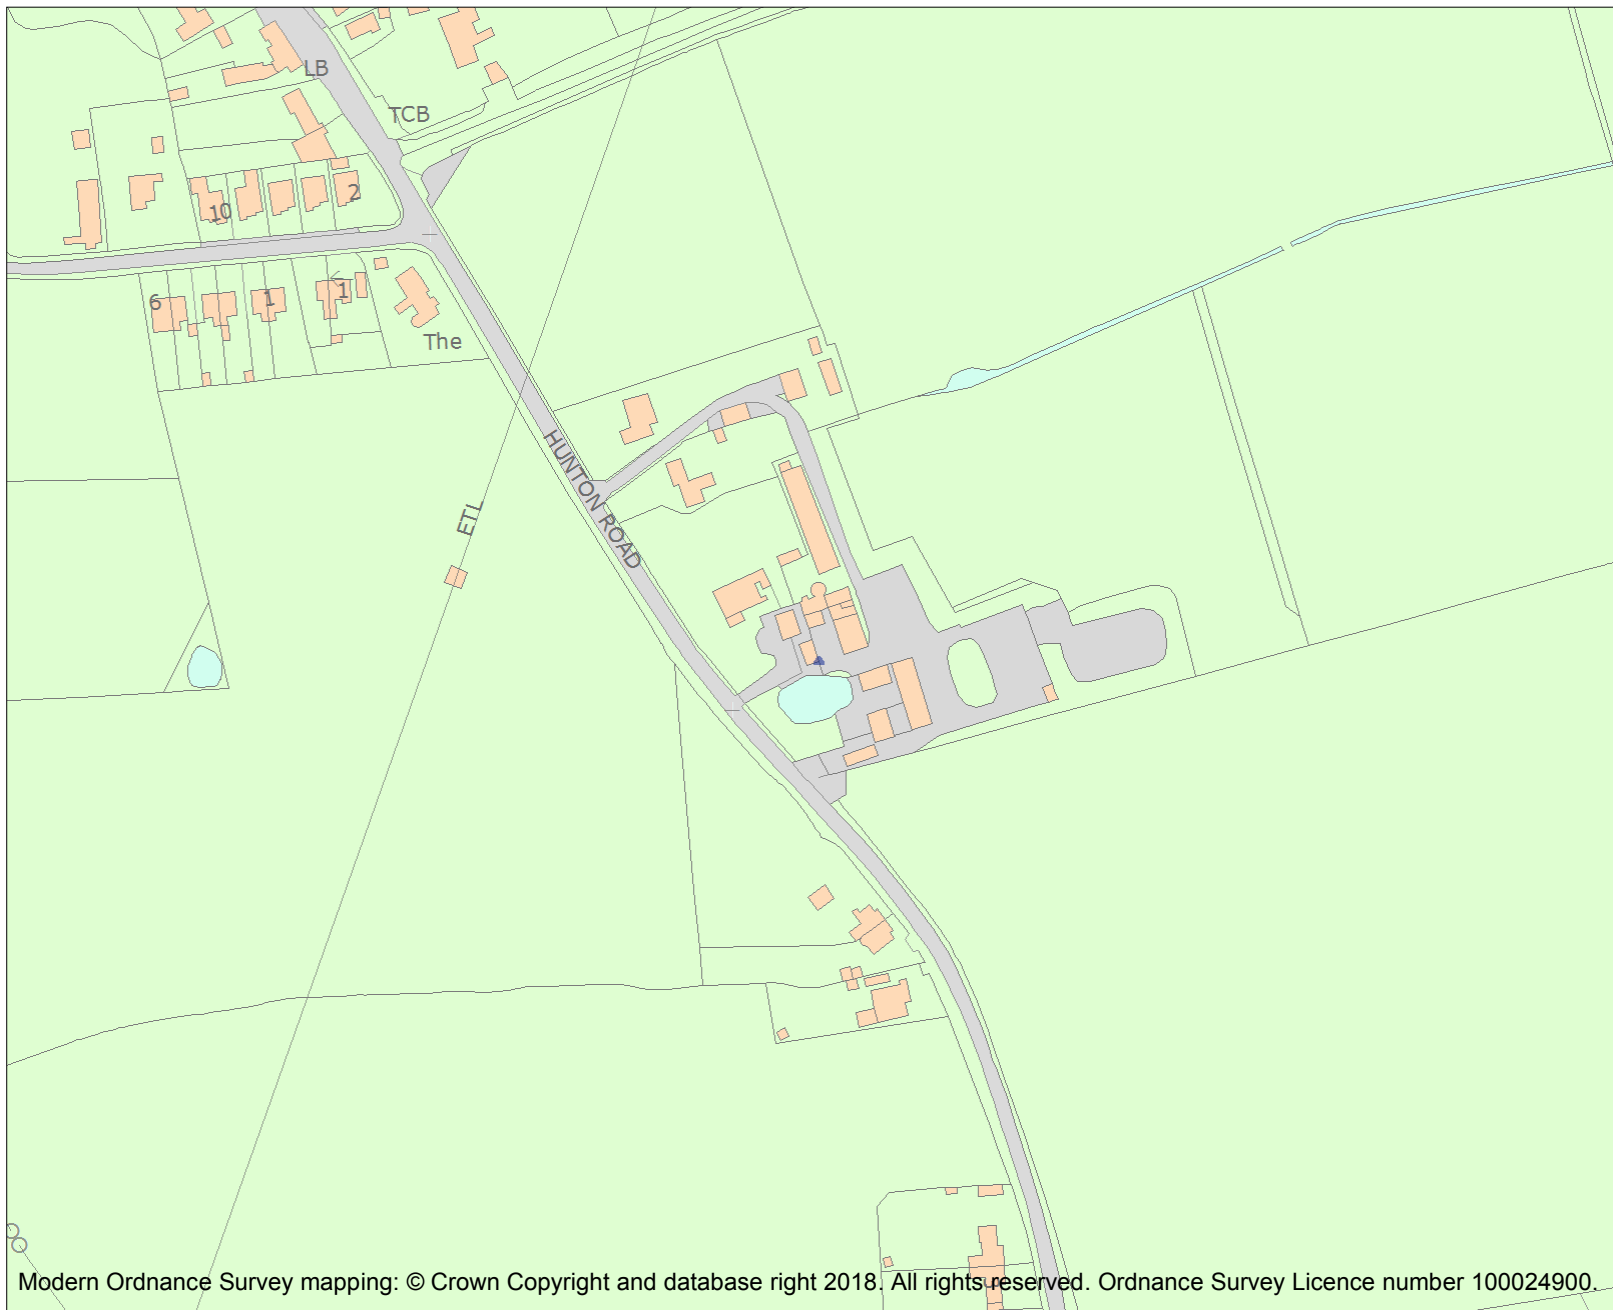 LB
TCB
2
10
6
1
1
The
HUNTON ROAD
ETL
Modern Ordnance Survey mapping: © Crown Copyright and database right 2018. All rights reserved. Ordnance Survey Licence number 100024900.